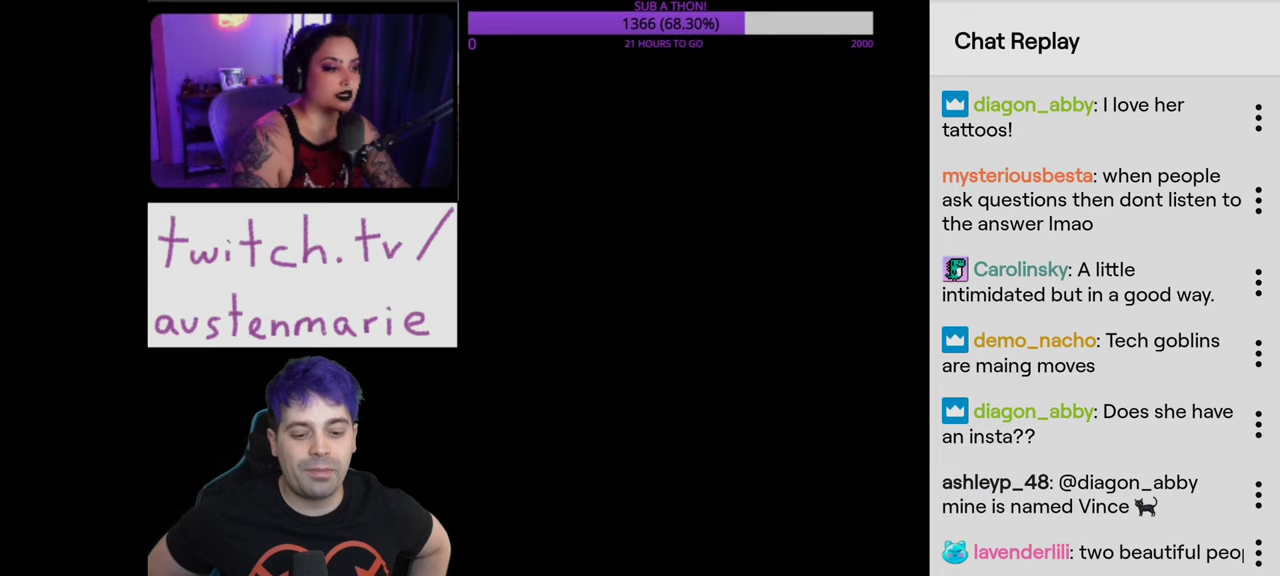 SUB A THON!
1366 (68.30%)
0
21 HOURS TO GO
2000
twitch.tv/
austenmarie
Chat Replay
diagon_abby: I love her
tattoos!
mysteriousbesta: when people
ask questions then dont listen to
the answer lmao
Carolinsky: A little
intimidated but in a good way.
demo_nacho: Tech goblins
are maing moves
diagon_abby: Does she have
an insta??
ashleyp_48: @diagon_abby
mine is named Vince 🐈‍⬛
lavenderlili: two beautiful